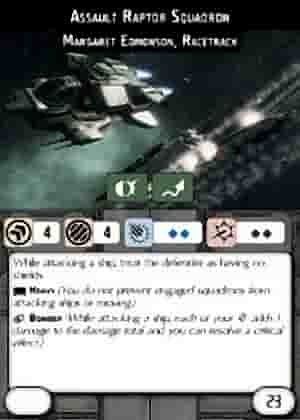 Assault Raptor Squadron
Margaret Edmonson, Racetrack
4 4
While attacking a ship, treat the defender as having no
shields.
Heavy (You do not prevent engaged squadrons from
attacking ships or moving.)
Bomber (While attacking a ship, each of your adds 1
damage to the damage total and you can resolve a critical
effect.)
23